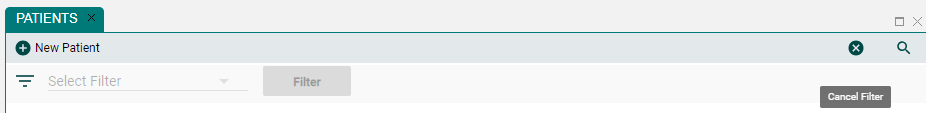 PATIENTS
New Patient
Select Filter
Filter
Cancel Filter